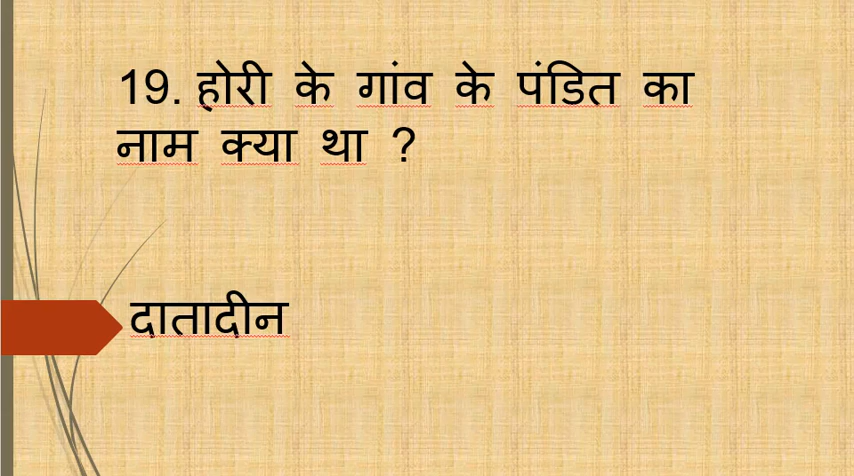 19. होरी के गांव के पंडित का
नाम क्या था ?
दातादीन